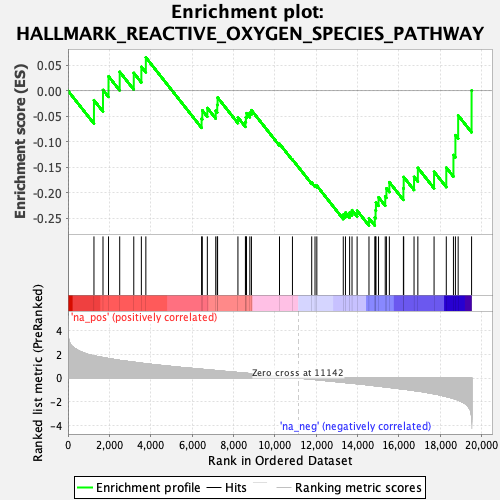 Enrichment plot:
HALLMARK_REACTIVE_OXYGEN_SPECIES_PATHWAY
Enrichment score (ES)
0.05
0.00
-0.05
-0.10
-0.15
-0.20
-0.25
'na_pos' (positively correlated)
Ranked list metric (PreRanked)
4
2
0
-2
-4
Zero cross at 11142
'na_neg' (negatively correlated)
0
2,000
4,000
6,000
8,000
10,000
12,000
14,000
16,000
18,000
20,000
Rank in Ordered Dataset
Enrichment profile
Hits
Ranking metric scores